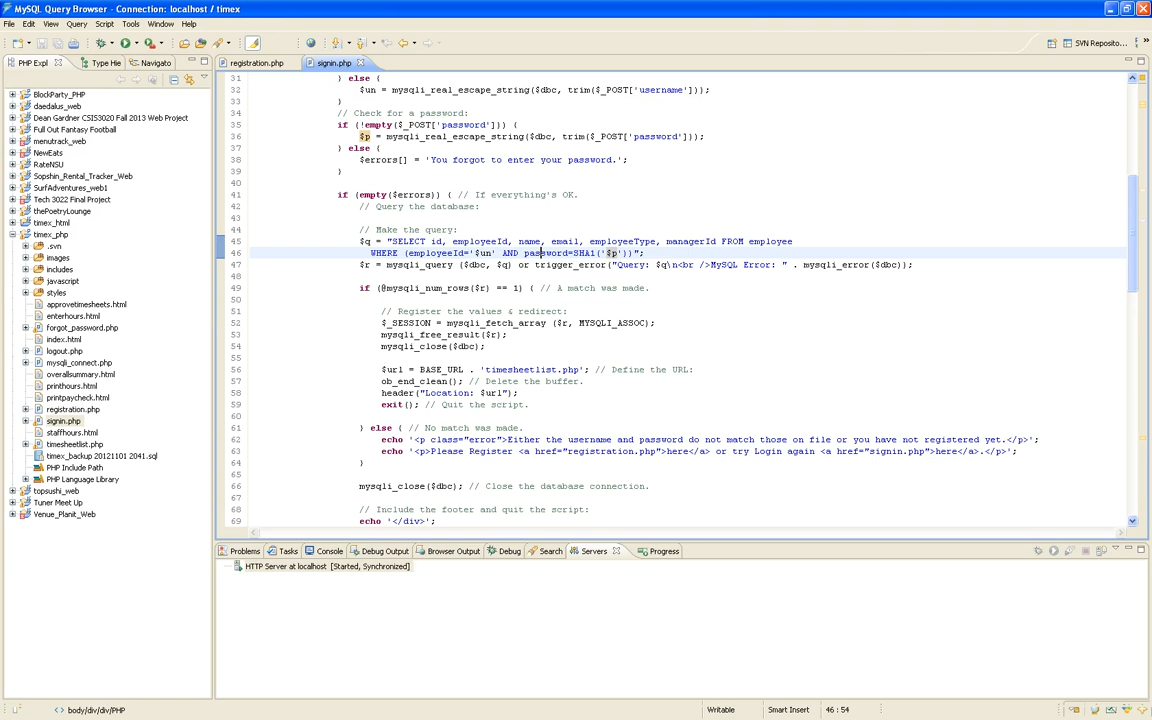 MySQL Query Browser - Connection: localhost / timex
File Edit View Query Script Tools Window Help
SVN Reposito...
PHP Expl Type Hie Navigato
registration.php signin.php
BlockParty_PHP
daedalus_web
Dean Gardner CSIS3020 Fall 2013 Web Project
Full Out Fantasy Football
menutrack_web
NewEats
RateNSU
Sopshin_Rental_Tracker_Web
SurfAdventures_web1
Tech 3022 Final Project
thePoetryLounge
timex_html
timex_php
.svn
images
includes
javascript
styles
approvetimesheets.html
enterhours.html
forgot_password.php
index.html
logout.php
mysqli_connect.php
overallsummary.html
printhours.html
printpaycheck.html
registration.php
signin.php
staffhours.html
timesheetlist.php
timex_backup 20121101 2041.sql
PHP Include Path
PHP Language Library
topsushi_web
Tuner Meet Up
Venue_Planit_Web
31 } else {
32 $un = mysqli_real_escape_string($dbc, trim($_POST['username']));
33 }
34 // Check for a password:
35 if (!empty($_POST['password'])) {
36 $p = mysqli_real_escape_string($dbc, trim($_POST['password']));
37 } else {
38 $errors[] = 'You forgot to enter your password.';
39 }
40
41 if (empty($errors)) { // If everything's OK.
42 // Query the database:
43
44 // Make the query:
45 $q = "SELECT id, employeeId, name, email, employeeType, managerId FROM employee
46 WHERE (employeeId='$un' AND password=SHA1('$p'))";
47 $r = mysqli_query ($dbc, $q) or trigger_error("Query: $q\n<br />MySQL Error: " . mysqli_error($dbc));
48
49 if (@mysqli_num_rows($r) == 1) { // A match was made.
50
51 // Register the values & redirect:
52 $_SESSION = mysqli_fetch_array ($r, MYSQLI_ASSOC);
53 mysqli_free_result($r);
54 mysqli_close($dbc);
55
56 $url = BASE_URL . 'timesheetlist.php'; // Define the URL:
57 ob_end_clean(); // Delete the buffer.
58 header("Location: $url");
59 exit(); // Quit the script.
60
61 } else { // No match was made.
62 echo '<p class="error">Either the username and password do not match those on file or you have not registered yet.</p>';
63 echo '<p>Please Register <a href="registration.php">here</a> or try Login again <a href="signin.php">here</a>.</p>';
64 }
65
66 mysqli_close($dbc); // Close the database connection.
67
68 // Include the footer and quit the script:
69 echo '</div>';
Problems Tasks Console Debug Output Browser Output Debug Search Servers Progress
HTTP Server at localhost [Started, Synchronized]
<> body/div/div/PHP Writable Smart Insert 46 : 54